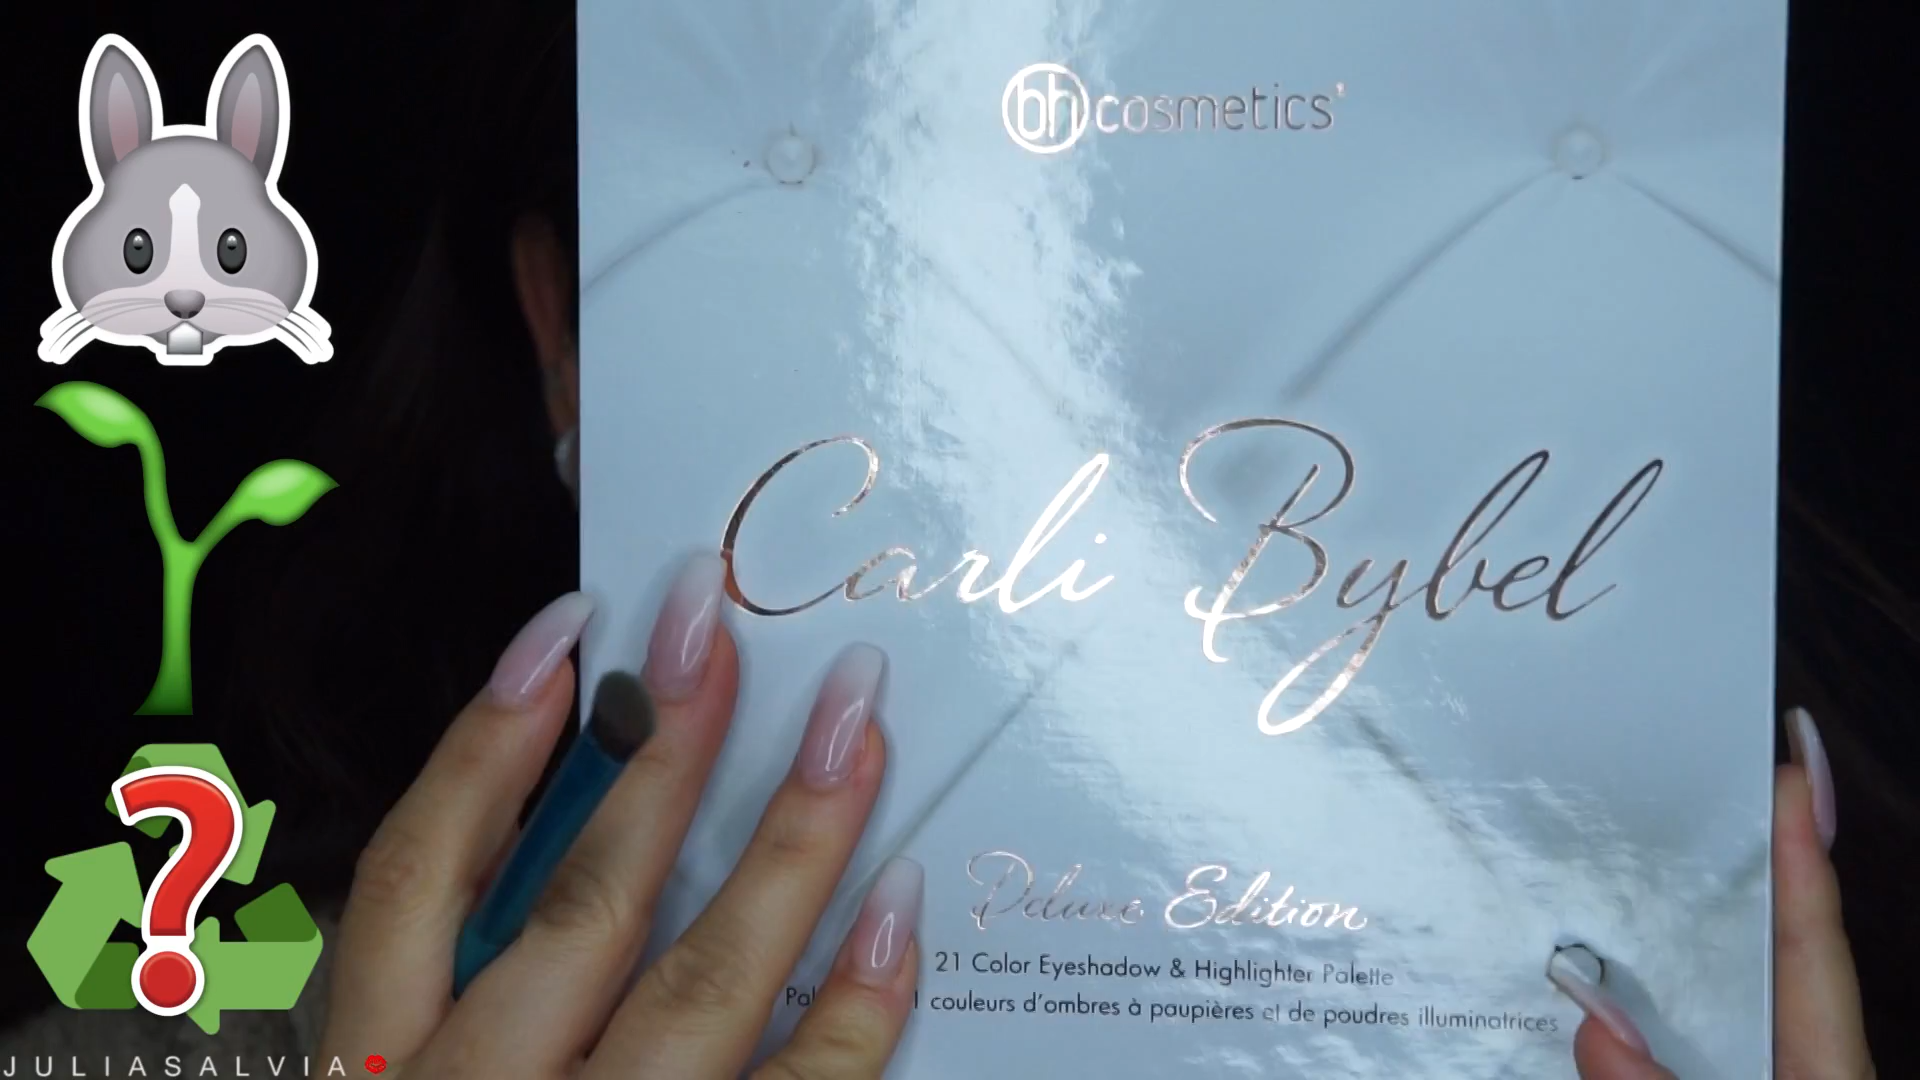 bh cosmetics
Carli Bybel
Deluxe Edition
21 Color Eyeshadow & Highlighter Palette
couleurs d'ombres à paupières et de poudres illuminatrices
JULIASALVIA